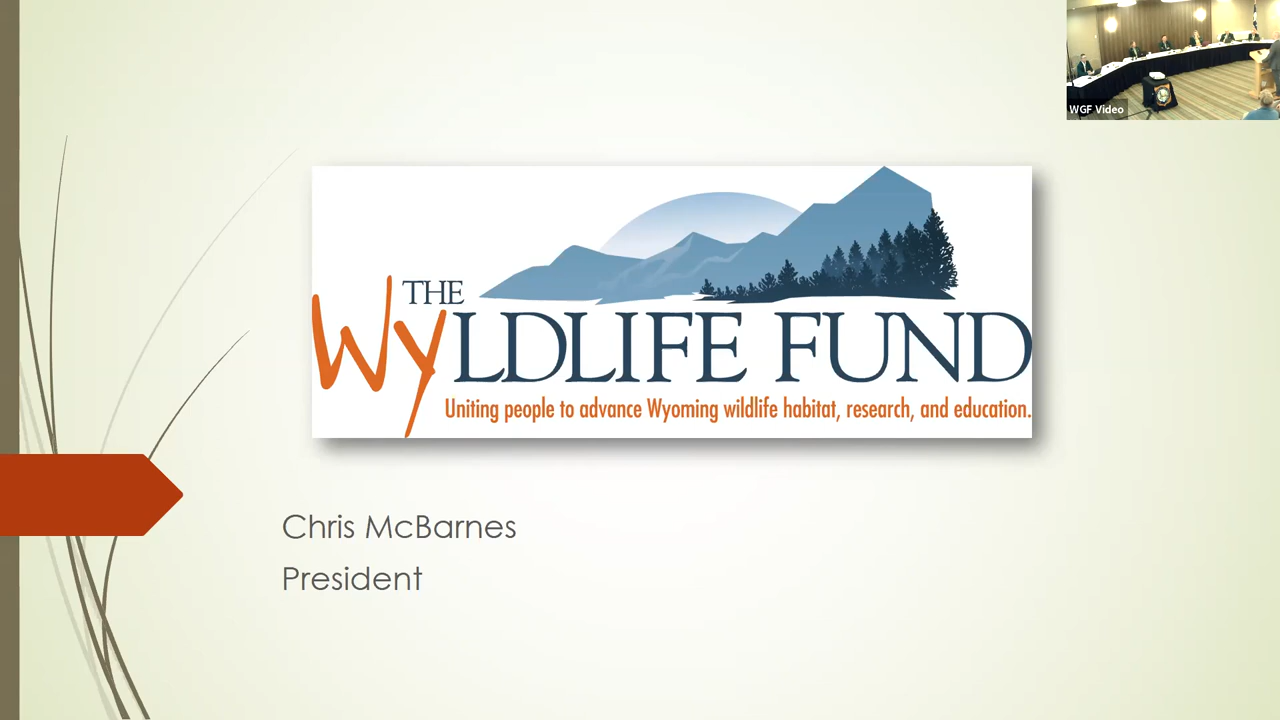 WGF Video
THE
WYLDLIFE FUND
Uniting people to advance Wyoming wildlife habitat, research, and education.
Chris McBarnes
President